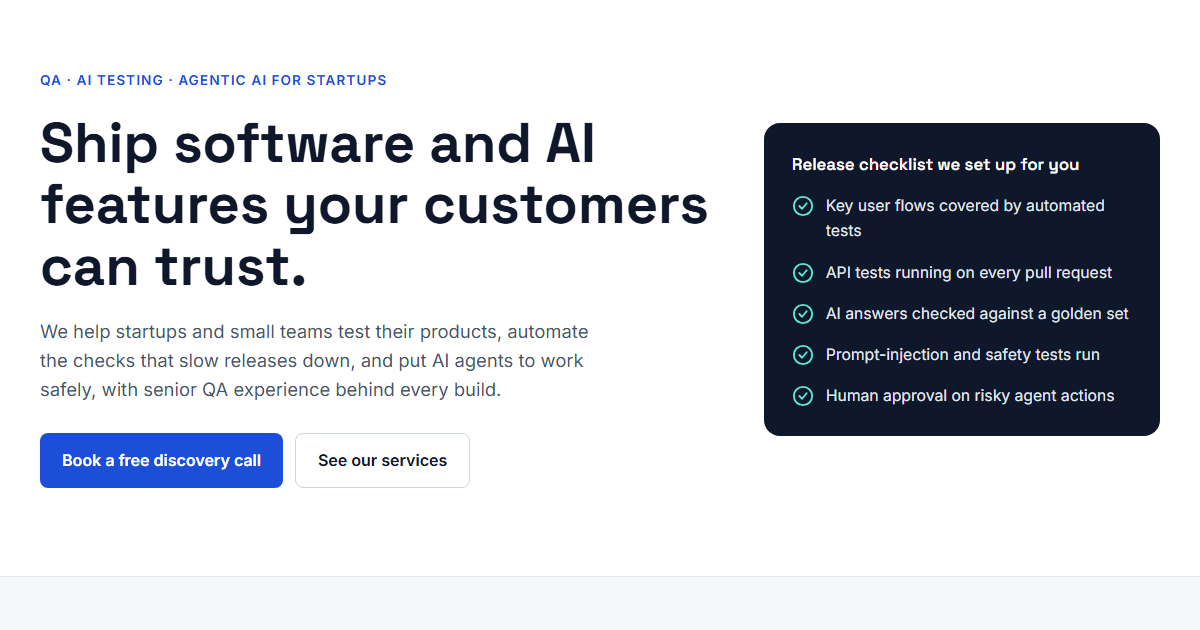 QA · AI TESTING · AGENTIC AI FOR STARTUPS
Ship software and AI
features your customers
can trust.
We help startups and small teams test their products, automate
the checks that slow releases down, and put AI agents to work
safely, with senior QA experience behind every build.
Book a free discovery call
See our services
Release checklist we set up for you
Key user flows covered by automated
tests
API tests running on every pull request
AI answers checked against a golden set
Prompt-injection and safety tests run
Human approval on risky agent actions